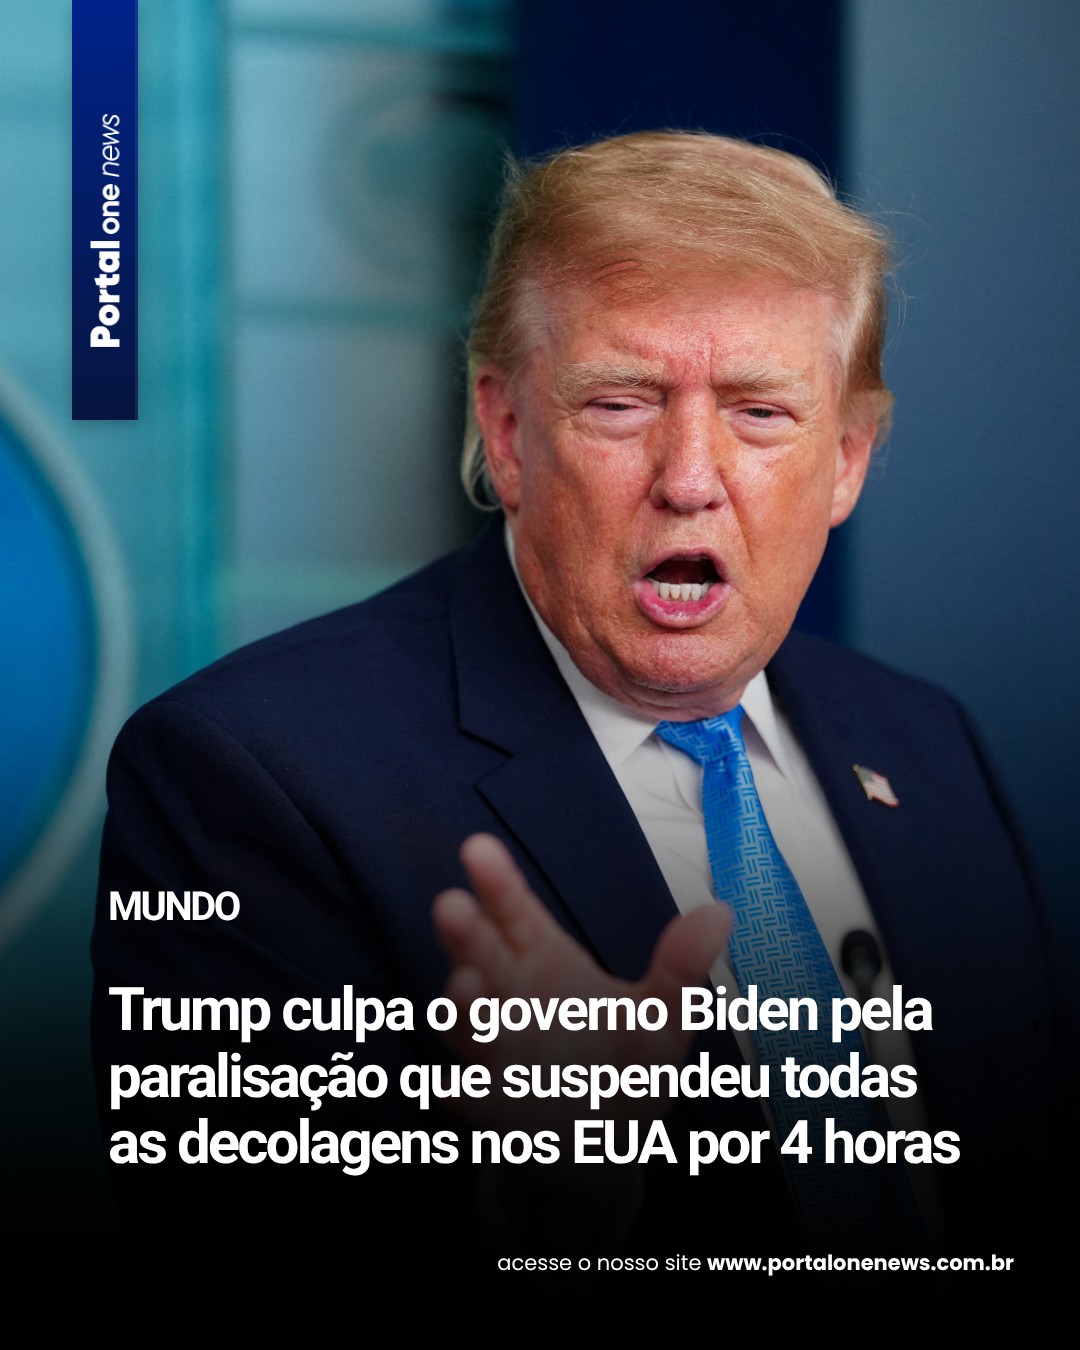 Portal one news
MUNDO
Trump culpa o governo Biden pela
paralisação que suspendeu todas
as decolagens nos EUA por 4 horas
acesse o nosso site www.portalonenews.com.br